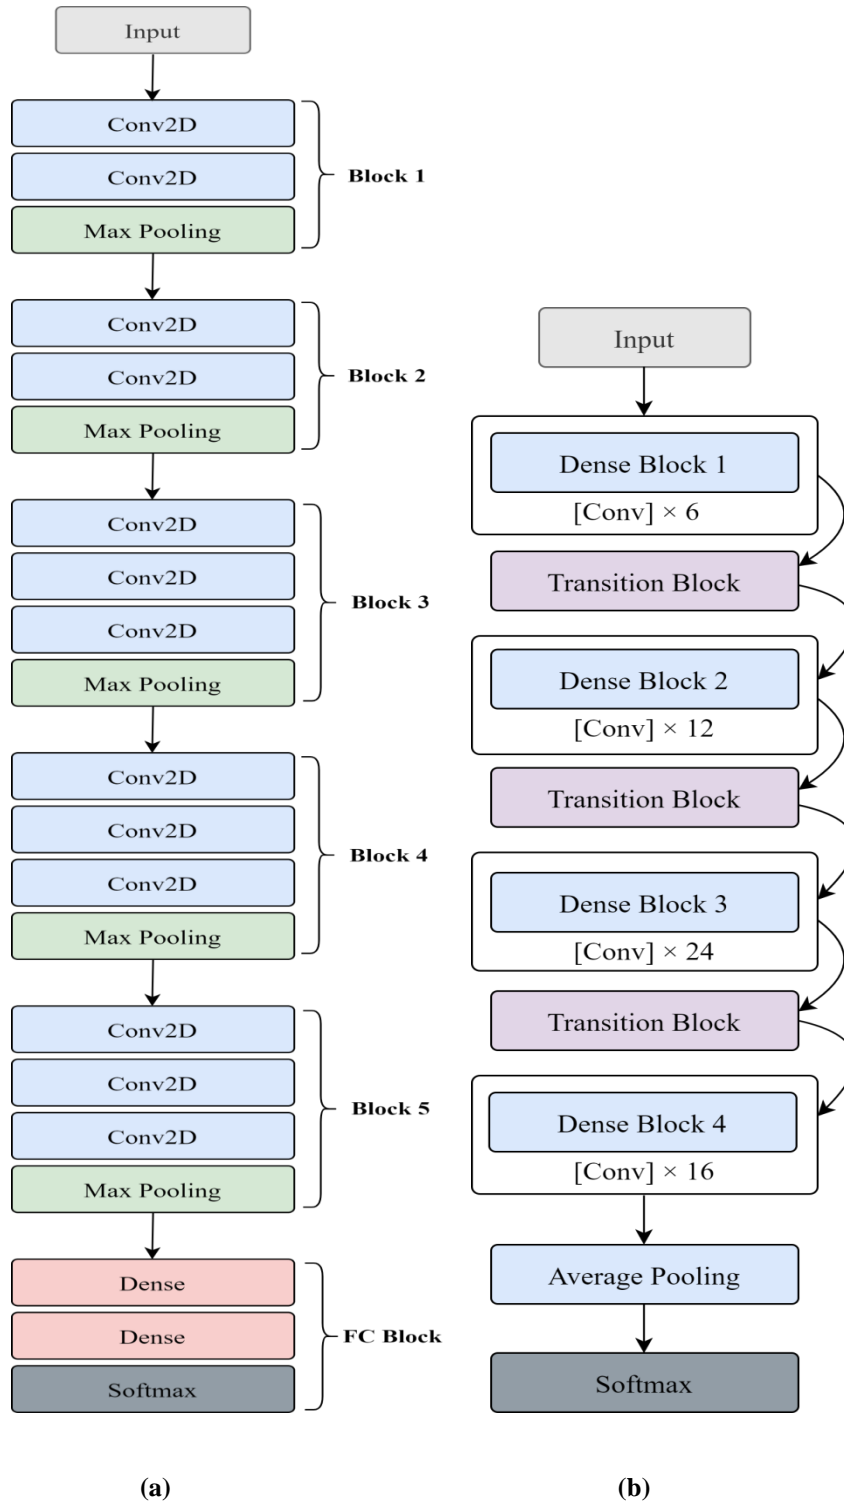 Input
Conv2D
Conv2D
Max Pooling
Block 1
Conv2D
Conv2D
Max Pooling
Block 2
Conv2D
Conv2D
Conv2D
Max Pooling
Block 3
Conv2D
Conv2D
Conv2D
Max Pooling
Block 4
Conv2D
Conv2D
Conv2D
Max Pooling
Block 5
Dense
Dense
Softmax
FC Block
(a)
Input
Dense Block 1
[Conv] × 6
Transition Block
Dense Block 2
[Conv] × 12
Transition Block
Dense Block 3
[Conv] × 24
Transition Block
Dense Block 4
[Conv] × 16
Average Pooling
Softmax
(b)